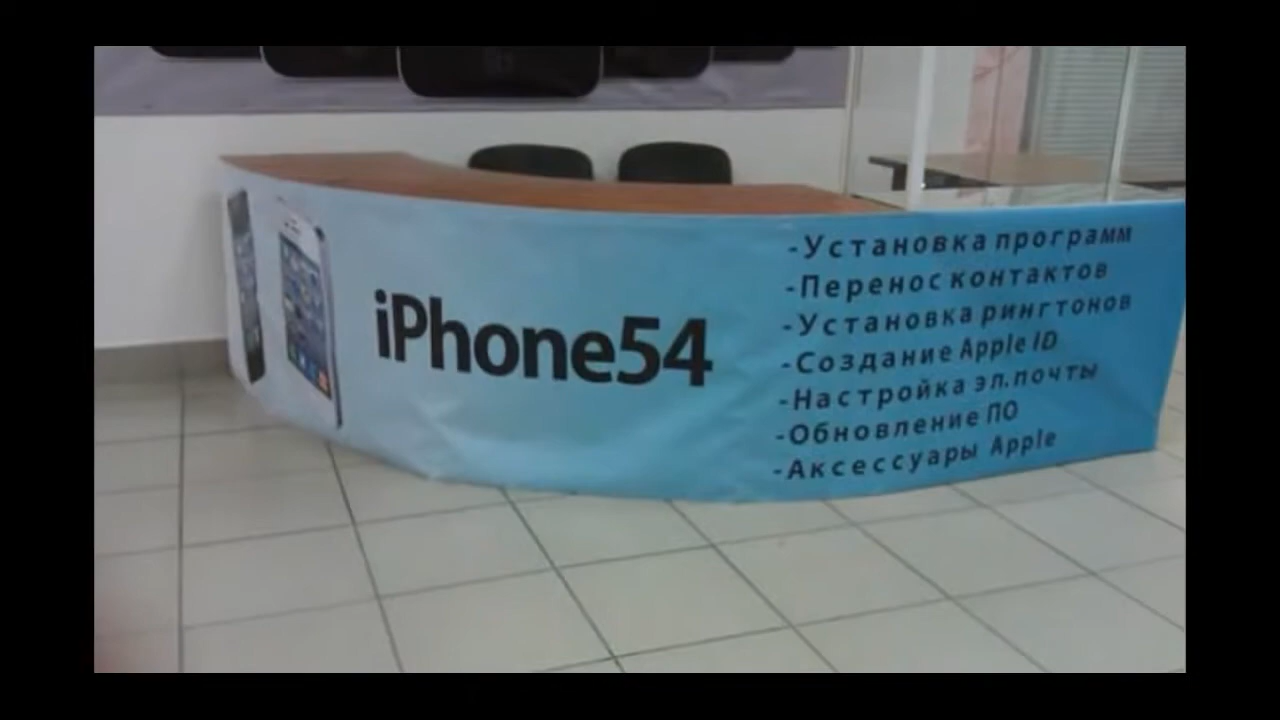 iPhone54
-Установка программ
-Перенос контактов
-Установка рингтонов
-Создание Apple ID
-Настройка эл.почты
-Обновление ПО
-Аксессуары Apple